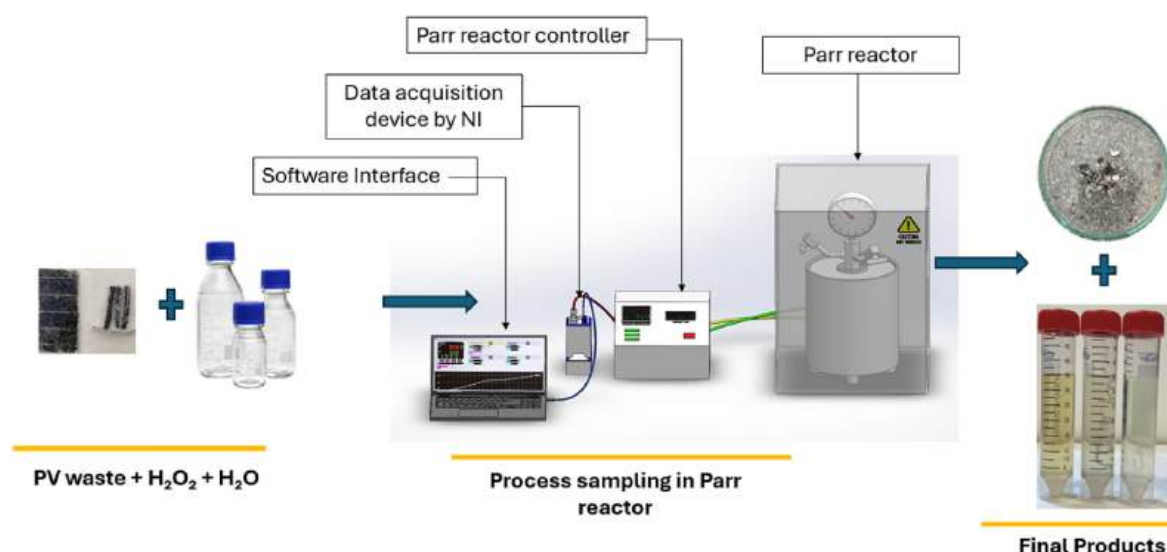 Parr reactor controller
Parr reactor
Data acquisition
device by NI
Software Interface
PV waste + H₂O₂ + H₂O
Process sampling in Parr
reactor
Final Products